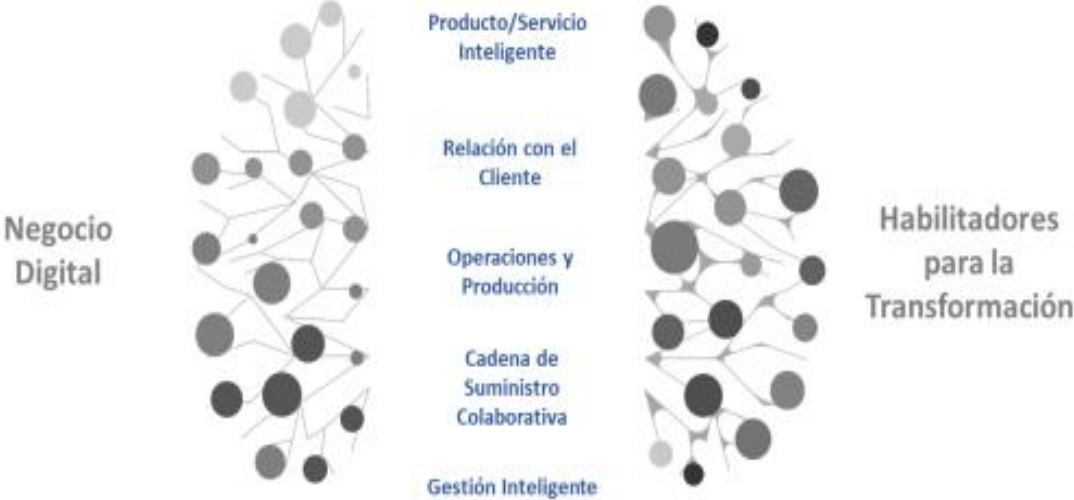 Negocio
Digital
Producto/Servicio
Inteligente
Relación con el
Cliente
Operaciones y
Producción
Cadena de
Suministro
Colaborativa
Gestión Inteligente
Habilitadores
para la
Transformación